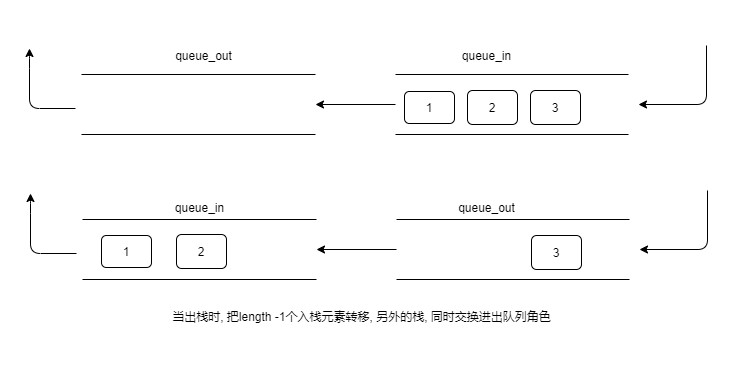 queue_out queue_in
1 2 3
queue_in queue_out
1 2 3
当出栈时, 把length -1个入栈元素转移, 另外的栈, 同时交换进出队列角色